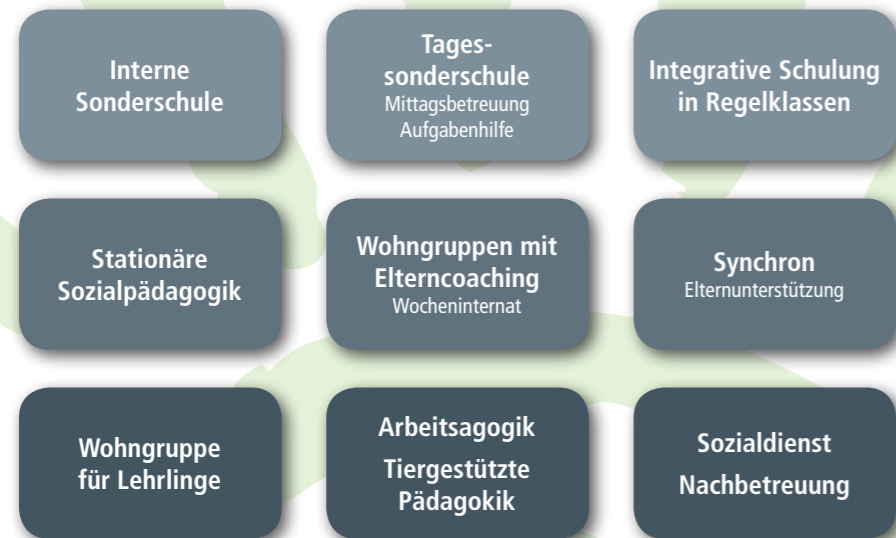 Interne
Sonderschule
Tages-
sonderschule
Mittagsbetreuung
Aufgabenhilfe
Integrative Schulung
in Regelklassen
Stationäre
Sozialpädagogik
Wohngruppen mit
Elterncoaching
Wocheninternat
Synchron
Elternunterstützung
Wohngruppe
für Lehrlinge
Arbeitsagogik
Tiergestützte
Pädagokik
Sozialdienst
Nachbetreuung